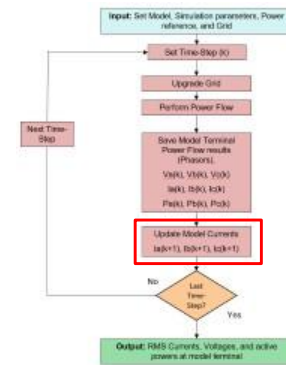 Input: Set Model, Simulation parameters, Power
reference, and Grid
Set Time-Step (k)
Upgrade Grid
Perform Power Flow
Next Time-
Step
Save Model Terminal
Power Flow results
(Phasors).
Va(k), Vb(k), Vc(k)
Ia(k), Ib(k), Ic(k)
Pa(k), Pb(k), Pc(k)
Update Model Currents
Ia(k+1), Ib(k+1), Ic(k+1)
No
Last
Time-
Step?
Yes
Output: RMS Currents, Voltages, and active
powers at model terminal